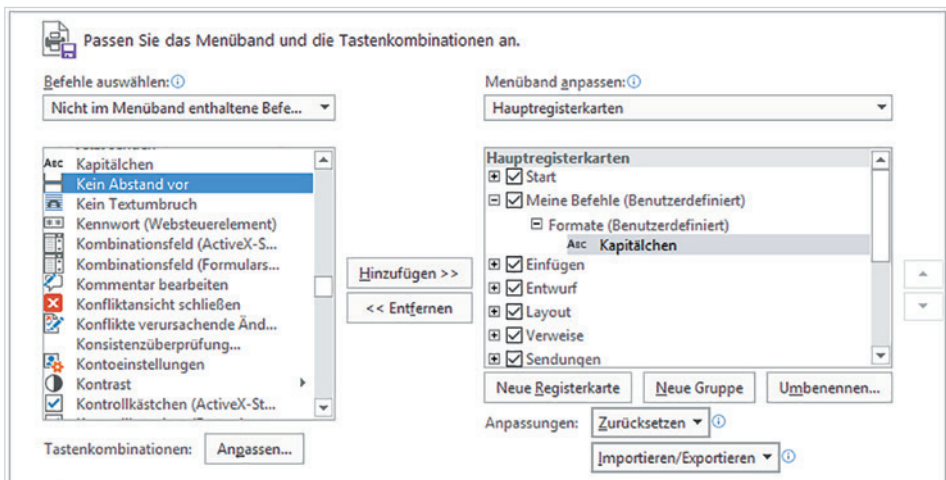 Passen Sie das Menüband und die Tastenkombinationen an.
Befehle auswählen:
Nicht im Menüband enthaltene Befe...
Kapitälchen
Kein Abstand vor
Kein Textumbruch
Kennwort (Websteuerelement)
Kombinationsfeld (ActiveX-S...
Kombinationsfeld (Formulars...
Kommentar bearbeiten
Konfliktansicht schließen
Konflikte verursachende Änd...
Konsistenzüberprüfung...
Kontoeinstellungen
Kontrast
Kontrollkästchen (ActiveX-St...
Tastenkombinationen: Anpassen...
Hinzufügen >>
<< Entfernen
Menüband anpassen:
Hauptregisterkarten
Hauptregisterkarten
Start
Meine Befehle (Benutzerdefiniert)
Formate (Benutzerdefiniert)
ABC Kapitälchen
Einfügen
Entwurf
Layout
Verweise
Sendungen
Neue Registerkarte Neue Gruppe Umbenennen...
Anpassungen: Zurücksetzen
Importieren/Exportieren